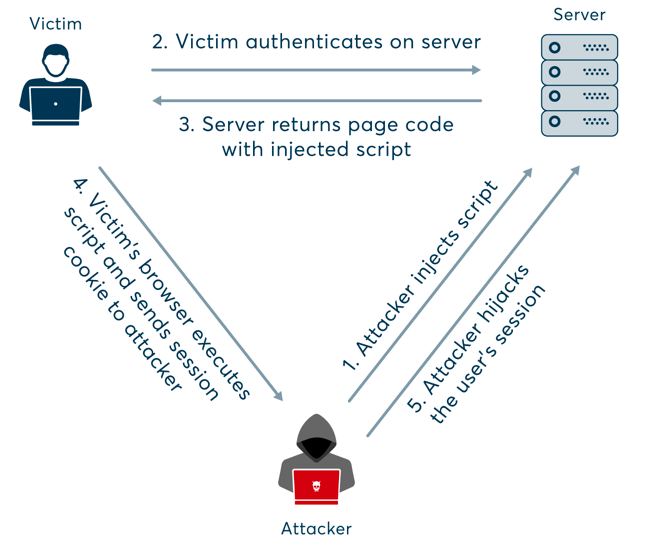 Victim
Server
2. Victim authenticates on server
3. Server returns page code
with injected script
4. Victim's browser executes
script and sends session
cookie to attacker
1. Attacker injects script
5. Attacker hijacks
the user's session
Attacker